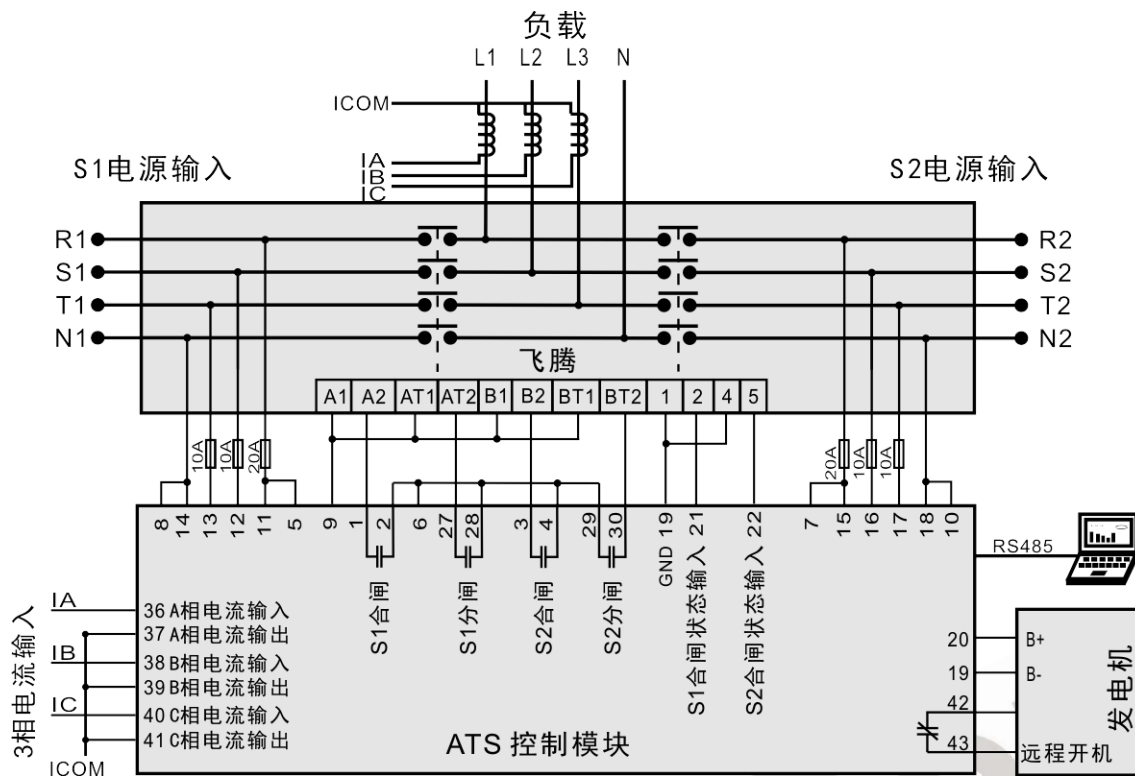 负载
L1 L2 L3 N
ICOM
IA
IB
IC
S1电源输入
S2电源输入
R1
S1
T1
N1
R2
S2
T2
N2
飞腾
A1 A2 AT1 AT2 B1 B2 BT1 BT2 1 2 4 5
10A 10A 20A
20A 10A 10A
8 14 13 12 11 5 9 1 2 6 27 28 3 4 29 30 19 21 22 7 15 16 17 18 10
S1合闸
S1分闸
S2合闸
S2分闸
GND
S1合闸状态输入
S2合闸状态输入
RS485
3相电流输入
IA
IB
IC
ICOM
36 A相电流输入
37 A相电流输出
38 B相电流输入
39 B相电流输出
40 C相电流输入
41 C相电流输出
ATS 控制模块
20
19
42
43
B+
B-
远程开机
发电机